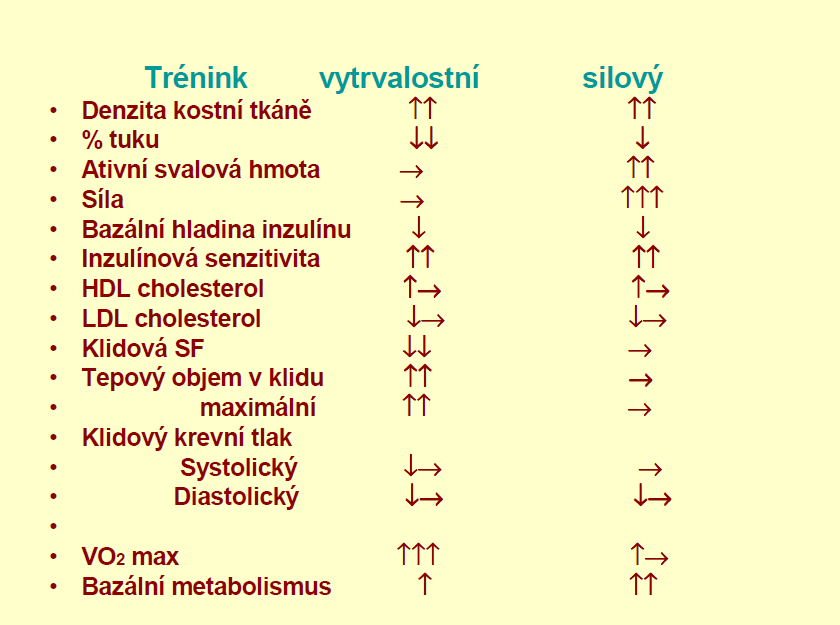 Trénink vytrvalostní silový
• Denzita kostní tkáně ↑↑ ↑↑
• % tuku ↓↓ ↓
• Ativní svalová hmota → ↑↑
• Síla → ↑↑↑
• Bazální hladina inzulínu ↓ ↓
• Inzulínová senzitivita ↑↑ ↑↑
• HDL cholesterol ↑→ ↑→
• LDL cholesterol ↓→ ↓→
• Klidová SF ↓↓ →
• Tepový objem v klidu ↑↑ →
• maximální ↑↑ →
• Klidový krevní tlak
• Systolický ↓→ →
• Diastolický ↓→ ↓→
•
• VO₂ max ↑↑↑ ↑→
• Bazální metabolismus ↑ ↑↑